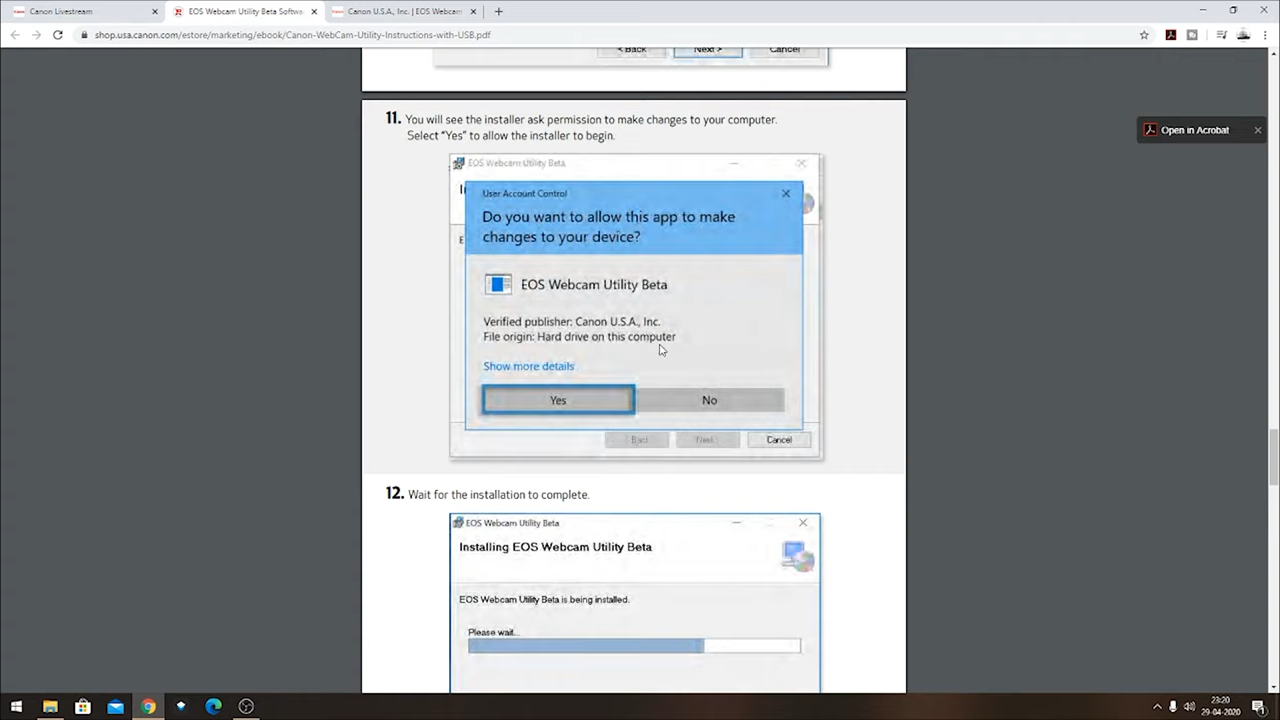 Canon Livestream
EOS Webcam Utility Beta Softwa
Canon U.S.A., Inc. | EOS Webcam
shop.usa.canon.com/estore/marketing/ebook/Canon-WebCam-Utility-Instructions-with-USB.pdf
< Back
Next >
Cancel
Open in Acrobat
11. You will see the installer ask permission to make changes to your computer.
Select “Yes” to allow the installer to begin.
EOS Webcam Utility Beta
User Account Control
Do you want to allow this app to make
changes to your device?
EOS Webcam Utility Beta
Verified publisher: Canon U.S.A., Inc.
File origin: Hard drive on this computer
Show more details
Yes
No
Back
Next
Cancel
12. Wait for the installation to complete.
EOS Webcam Utility Beta
Installing EOS Webcam Utility Beta
EOS Webcam Utility Beta is being installed.
Please wait...
23:20
29-04-2020